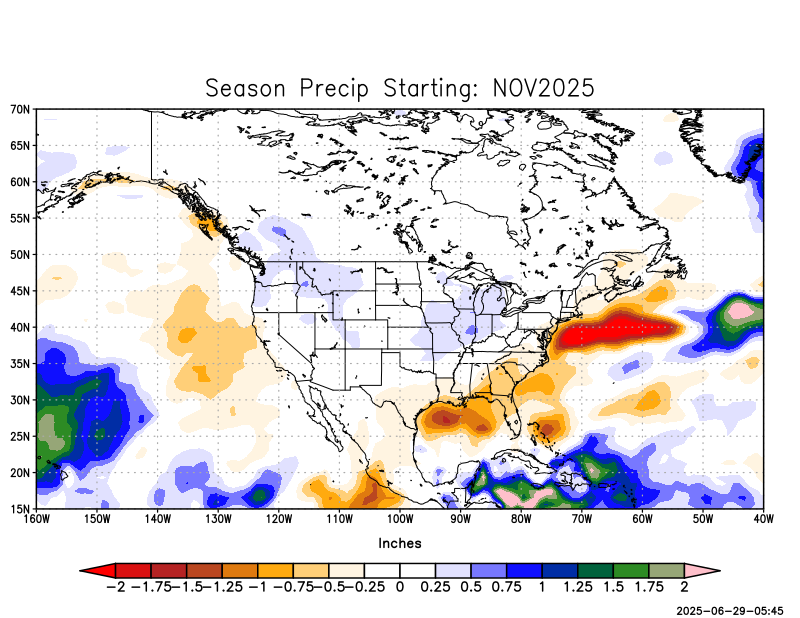 Season Precip Starting: NOV2025
70N
65N
60N
55N
50N
45N
40N
35N
30N
25N
20N
15N
160W 150W 140W 130W 120W 110W 100W 90W 80W 70W 60W 50W 40W
Inches
-2 -1.75 -1.5 -1.25 -1 -0.75 -0.5 -0.25 0 0.25 0.5 0.75 1 1.25 1.5 1.75 2
2025-06-29-05:45